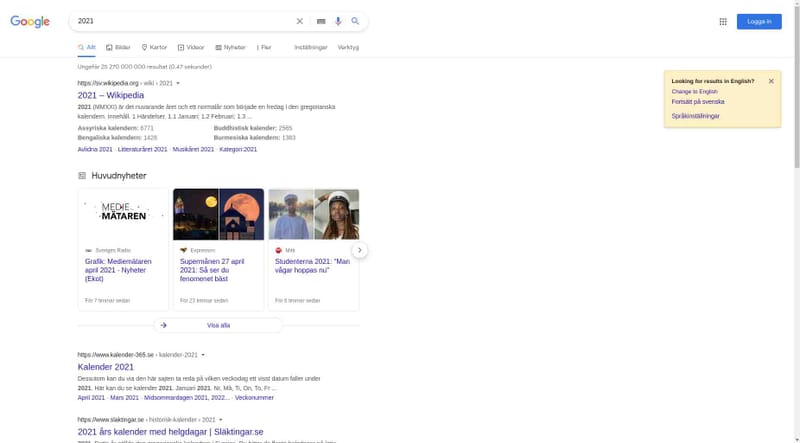 Google
2021
Logga in
Allt
Bilder
Kartor
Videor
Nyheter
Fler
Inställningar
Verktyg
Ungefär 25 270 000 000 resultat (0,47 sekunder)
Looking for results in English?
Change to English
Fortsätt på svenska
Språkinställningar
https://sv.wikipedia.org › wiki › 2021
2021 – Wikipedia
2021 (MMXXI) är det nuvarande året och ett normalår som började en fredag i den gregorianska
kalendern. Innehåll. 1 Händelser. 1.1 Januari; 1.2 Februari; 1.3 ...
Assyriska kalendern: 6771
Buddhistisk kalender: 2565
Bengaliska kalendern: 1428
Burmesiska kalendern: 1383
Avlidna 2021 · Litteraturåret 2021 · Musikåret 2021 · Kategori:2021
Huvudnyheter
MEDIE
MÄTAREN
Sveriges Radio
Grafik: Mediemätaren
april 2021 - Nyheter
(Ekot)
För 7 timmar sedan
Expressen
Supermånen 27 april
2021: Så ser du
fenomenet bäst
För 23 timmar sedan
Mitti
Studenterna 2021: ”Man
vågar hoppas nu”
För 6 timmar sedan
Visa alla
https://www.kalender-365.se › kalender-2021
Kalender 2021
Dessutom kan du via den här sajten ta reda på vilken veckodag ett visst datum faller under
2021. Här kan du se kalender 2021. Januari 2021. Nr, Må, Ti, On, To, Fr ...
April 2021 · Mars 2021 · Midsommardagen 2021, 2022... · Veckonummer
https://www.slaktingar.se › historisk-kalender › 2021
2021 års kalender med helgdagar | Släktingar.se